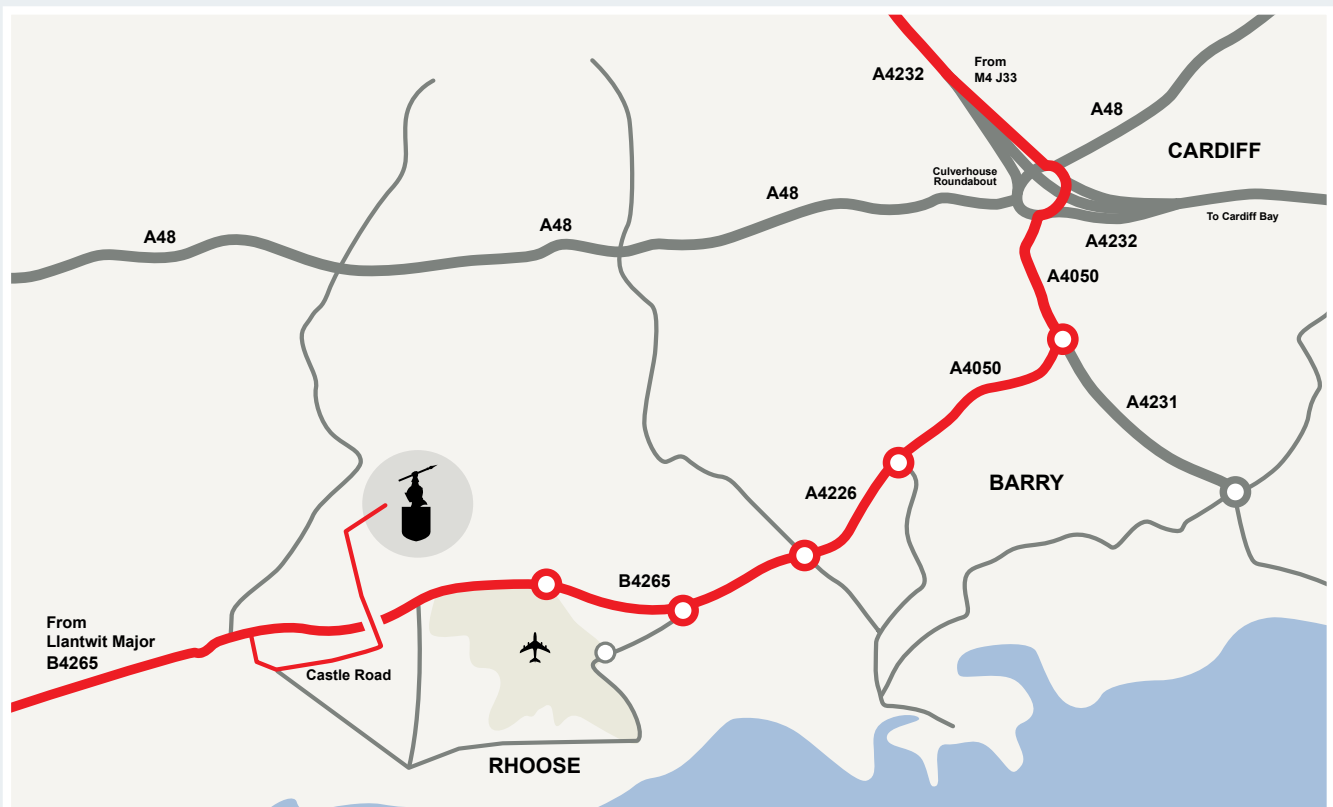 From
M4 J33
A4232
A48
CARDIFF
Culverhouse
Roundabout
A48
To Cardiff Bay
A48
A48
A4232
A4050
A4050
A4231
BARRY
A4226
B4265
From
Llantwit Major
B4265
Castle Road
RHOOSE